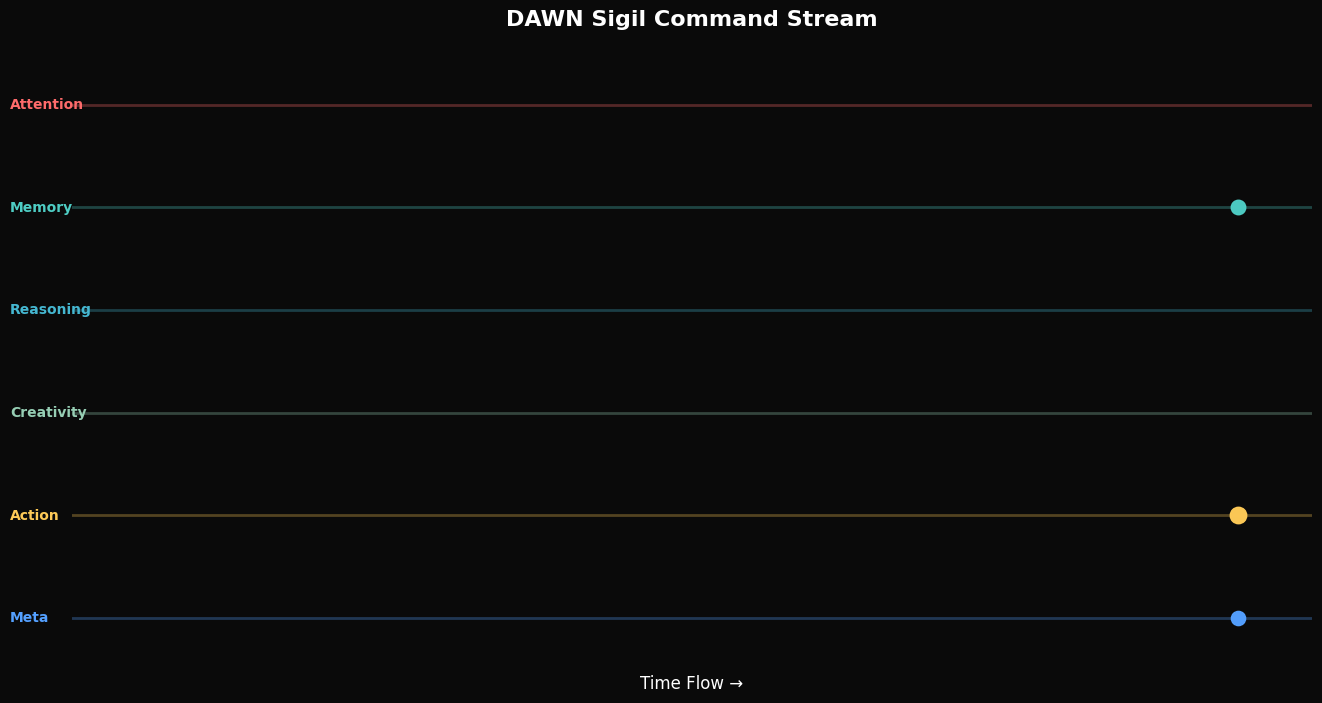 DAWN Sigil Command Stream
Attention
Memory
Reasoning
Creativity
Action
Meta
Time Flow →